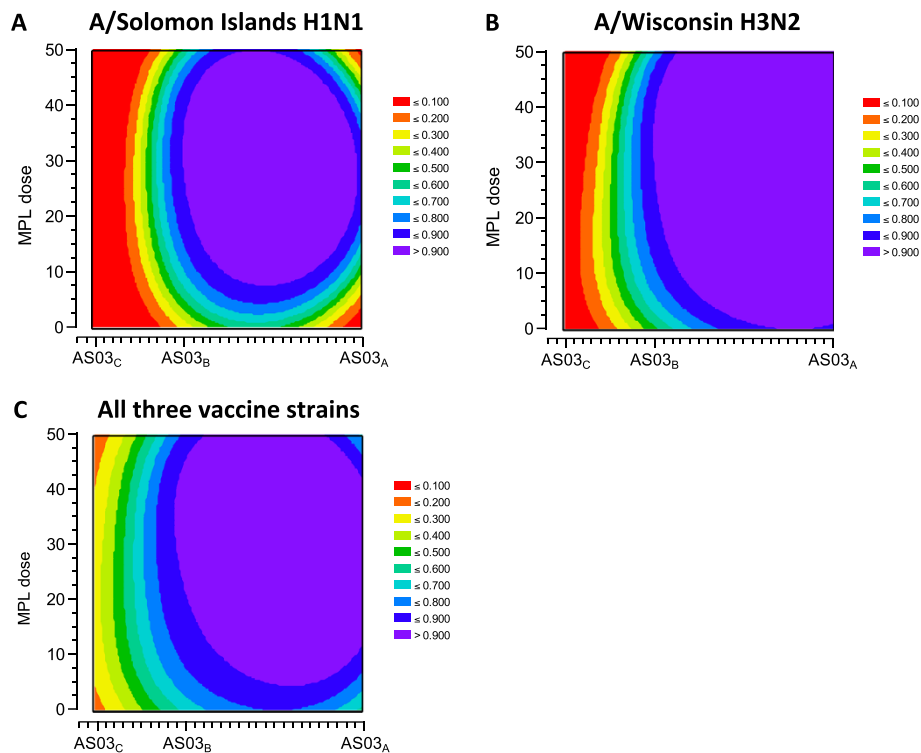 A
A/Solomon Islands H1N1
MPL dose
50
40
30
20
10
0
AS03C
AS03B
AS03A
≤ 0.100
≤ 0.200
≤ 0.300
≤ 0.400
≤ 0.500
≤ 0.600
≤ 0.700
≤ 0.800
≤ 0.900
> 0.900
B
A/Wisconsin H3N2
MPL dose
50
40
30
20
10
0
AS03C
AS03B
AS03A
≤ 0.100
≤ 0.200
≤ 0.300
≤ 0.400
≤ 0.500
≤ 0.600
≤ 0.700
≤ 0.800
≤ 0.900
> 0.900
C
All three vaccine strains
MPL dose
50
40
30
20
10
0
AS03C
AS03B
AS03A
≤ 0.100
≤ 0.200
≤ 0.300
≤ 0.400
≤ 0.500
≤ 0.600
≤ 0.700
≤ 0.800
≤ 0.900
> 0.900